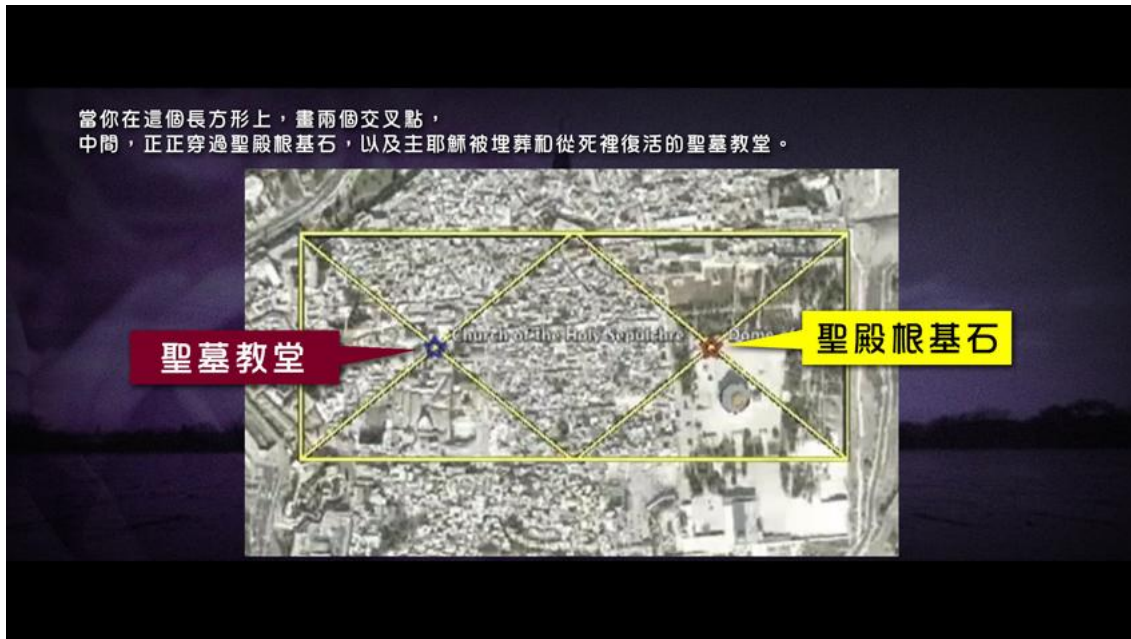 當你在這個長方形上，畫兩個交叉點，
中間，正正穿過聖殿根基石，以及主耶穌被埋葬和從死裡復活的聖墓教堂。
聖墓教堂
Church of the Holy Sepulchre
Dome
聖殿根基石